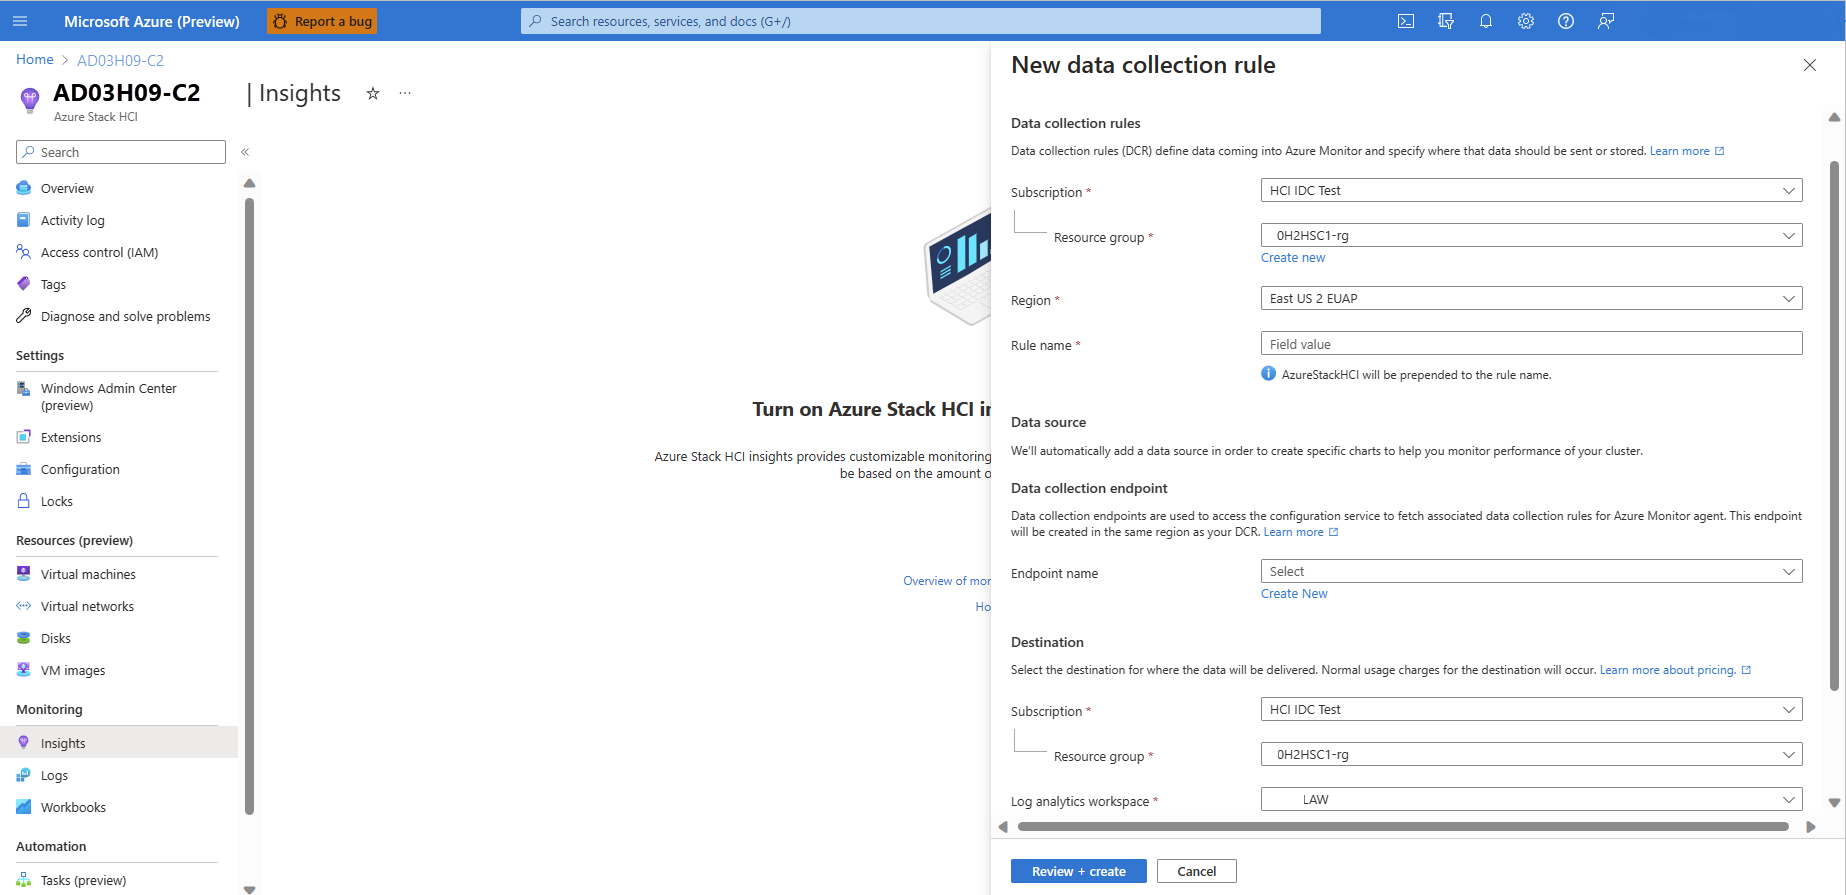 Microsoft Azure (Preview)
Report a bug
Search resources, services, and docs (G+/)
Home
AD03H09-C2
AD03H09-C2
| Insights
...
Azure Stack HCI
Search
«
Overview
Activity log
Access control (IAM)
Tags
Diagnose and solve problems
Settings
Windows Admin Center
(preview)
Extensions
Configuration
Locks
Resources (preview)
Virtual machines
Virtual networks
Disks
VM images
Monitoring
Insights
Logs
Workbooks
Automation
Tasks (preview)
Turn on Azure Stack HCI in
Azure Stack HCI insights provides customizable monitoring
be based on the amount o
Overview of mon
Ho
New data collection rule
Data collection rules
Data collection rules (DCR) define data coming into Azure Monitor and specify where that data should be sent or stored. Learn more
Subscription *
HCI IDC Test
Resource group *
0H2HSC1-rg
Create new
Region *
East US 2 EUAP
Rule name *
Field value
AzureStackHCI will be prepended to the rule name.
Data source
We'll automatically add a data source in order to create specific charts to help you monitor performance of your cluster.
Data collection endpoint
Data collection endpoints are used to access the configuration service to fetch associated data collection rules for Azure Monitor agent. This endpoint
will be created in the same region as your DCR. Learn more
Endpoint name
Select
Create New
Destination
Select the destination for where the data will be delivered. Normal usage charges for the destination will occur. Learn more about pricing.
Subscription *
HCI IDC Test
Resource group *
0H2HSC1-rg
Log analytics workspace *
LAW
Review + create
Cancel